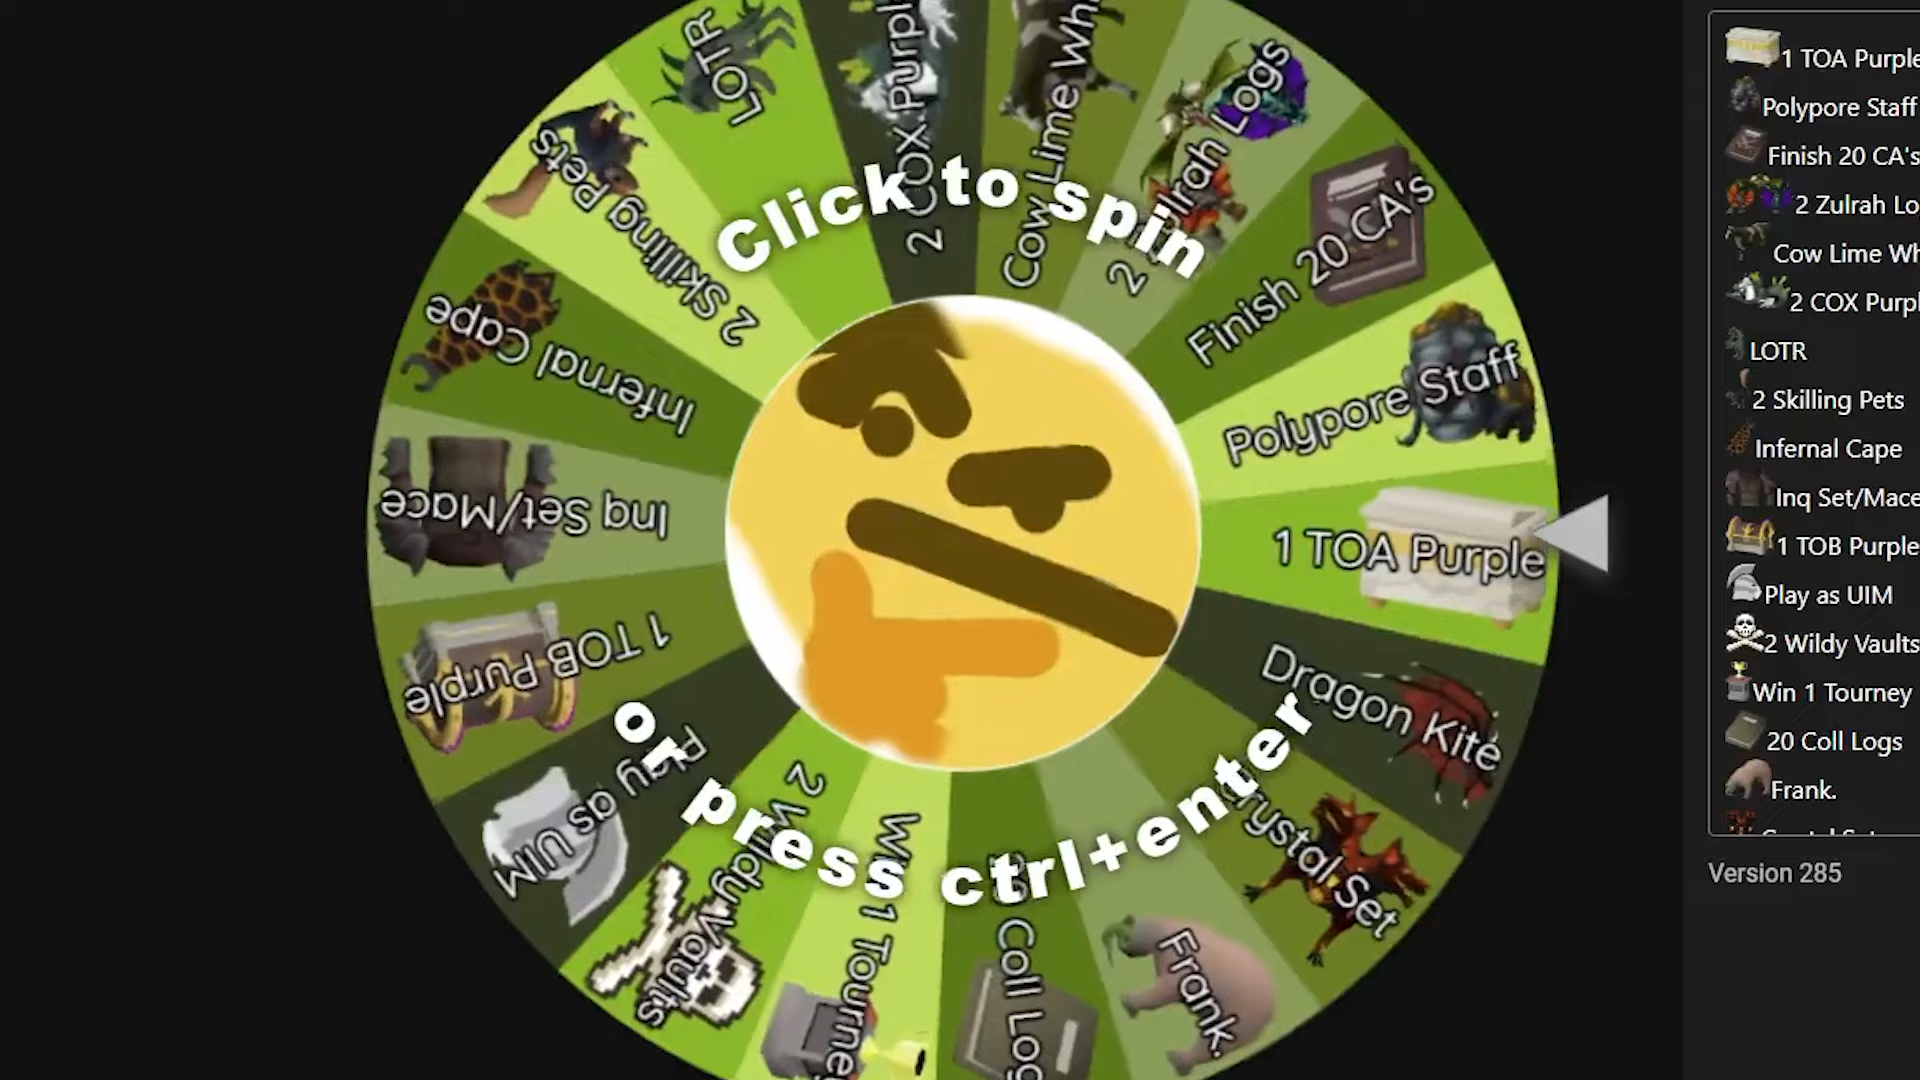 Click to spin
or press ctrl+enter
LOTR
2 COX Purpl
Cow Lime Wh
2 Zulrah Logs
Finish 20 CA's
Polypore Staff
1 TOA Purple
Dragon Kite
Crystal Set
Frank.
Coll Log
Win 1 Tourney
2 Wildy Vaults
Play as UIM
1 TOB Purple
Inq Set/Mace
Infernal Cape
2 Skilling Pets
1 TOA Purple
Polypore Staff
Finish 20 CA's
2 Zulrah Lo
Cow Lime Wh
2 COX Purpl
LOTR
2 Skilling Pets
Infernal Cape
Inq Set/Mace
1 TOB Purple
Play as UIM
2 Wildy Vaults
Win 1 Tourney
20 Coll Logs
Frank.
Version 285